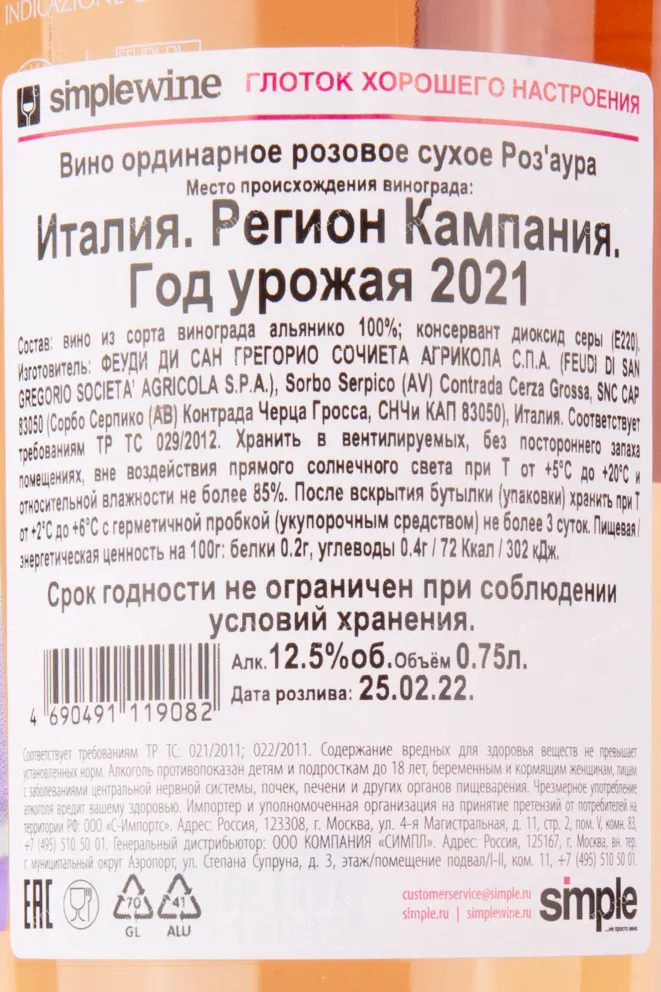 INDICAZIONE
FEUDI DI
simplewine ГЛОТОК ХОРОШЕГО НАСТРОЕНИЯ
Вино ординарное розовое сухое Роз'аура
Место происхождения винограда:
Италия. Регион Кампания.
Год урожая 2021
Состав: вино из сорта винограда альянико 100%; консервант диоксид серы (Е220).
Изготовитель: ФЕУДИ ДИ САН ГРЕГОРИО СОЧИЕТА АГРИКОЛА С.П.А. (FEUDI DI SAN
GREGORIO SOCIETA' AGRICOLA S.P.A.), Sorbo Serpico (AV) Contrada Cerza Grossa, SNC CAP
83050 (Сорбо Серпико (АВ) Контрада Черца Гросса, СНЧи КАП 83050), Италия. Соответствует
требованиям ТР ТС 029/2012. Хранить в вентилируемых, без постороннего запаха
помещениях, вне воздействия прямого солнечного света при Т от +5°С до +20°С и
относительной влажности не более 85%. После вскрытия бутылки (упаковки) хранить при Т
от +2°С до +6°С с герметичной пробкой (укупорочным средством) не более 3 суток. Пищевая /
энергетическая ценность на 100г: белки 0.2г, углеводы 0.4г / 72 Ккал / 302 кДж.
Срок годности не ограничен при соблюдении
условий хранения.
Алк. 12.5%об. Объём 0.75л.
Дата розлива: 25.02.22.
4 690491 119082
Соответствует требованиям ТР ТС: 021/2011; 022/2011. Содержание вредных для здоровья веществ не превышает
установленных норм. Алкоголь противопоказан детям и подросткам до 18 лет, беременным и кормящим женщинам, лицам
с заболеваниями центральной нервной системы, почек, печени и других органов пищеварения. Чрезмерное употребление
алкоголя вредит вашему здоровью. Импортер и уполномоченная организация на принятие претензий от потребителей на
территории РФ: ООО «С-Импортс». Адрес: Россия, 123308, г. Москва, ул. 4-я Магистральная, д. 11, стр. 2, пом. V, комн. 83,
+7 (495) 510 50 01. Генеральный дистрибьютор: ООО КОМПАНИЯ «СИМПЛ». Адрес: Россия, 125167, г. Москва, вн. тер.
г. муниципальный округ Аэропорт, ул. Степана Супруна, д. 3, этаж/помещение подвал/I-II, ком. 11, +7 (495) 510 50 01.
EAC
70
GL
41
ALU
customerservice@simple.ru
simple.ru | simplewine.ru
simple
...не просто вино